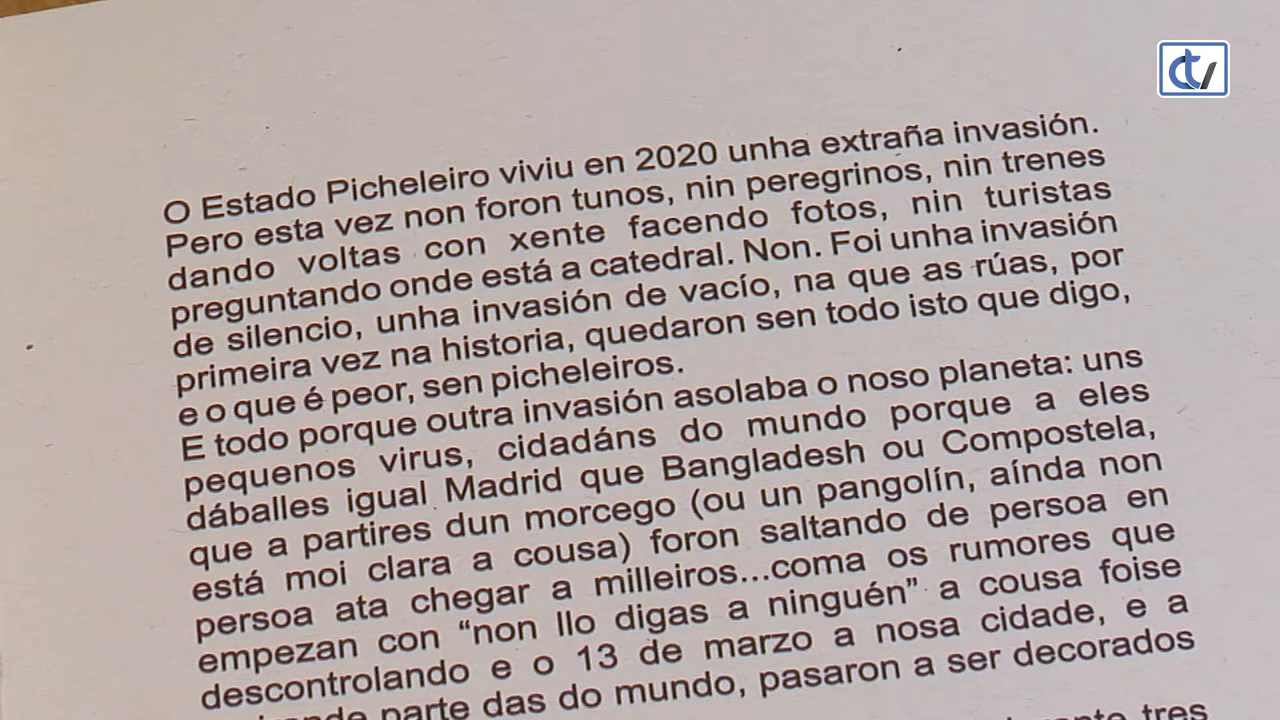 CTV
O Estado Picheleiro viviu en 2020 unha extraña invasión.
Pero esta vez non foron tunos, nin peregrinos, nin trenes
dando voltas con xente facendo fotos, nin turistas
preguntando onde está a catedral. Non. Foi unha invasión
de silencio, unha invasión de vacío, na que as rúas, por
primeira vez na historia, quedaron sen todo isto que digo,
e o que é peor, sen picheleiros.
E todo porque outra invasión asolaba o noso planeta: uns
pequenos virus, cidadáns do mundo porque a eles
dáballes igual Madrid que Bangladesh ou Compostela,
que a partires dun morcego (ou un pangolín, aínda non
está moi clara a cousa) foron saltando de persoa en
persoa ata chegar a milleiros...coma os rumores que
empezan con “non llo digas a ninguén” a cousa foise
descontrolando e o 13 de marzo a nosa cidade, e a
parte das do mundo, pasaron a ser decorados
tres